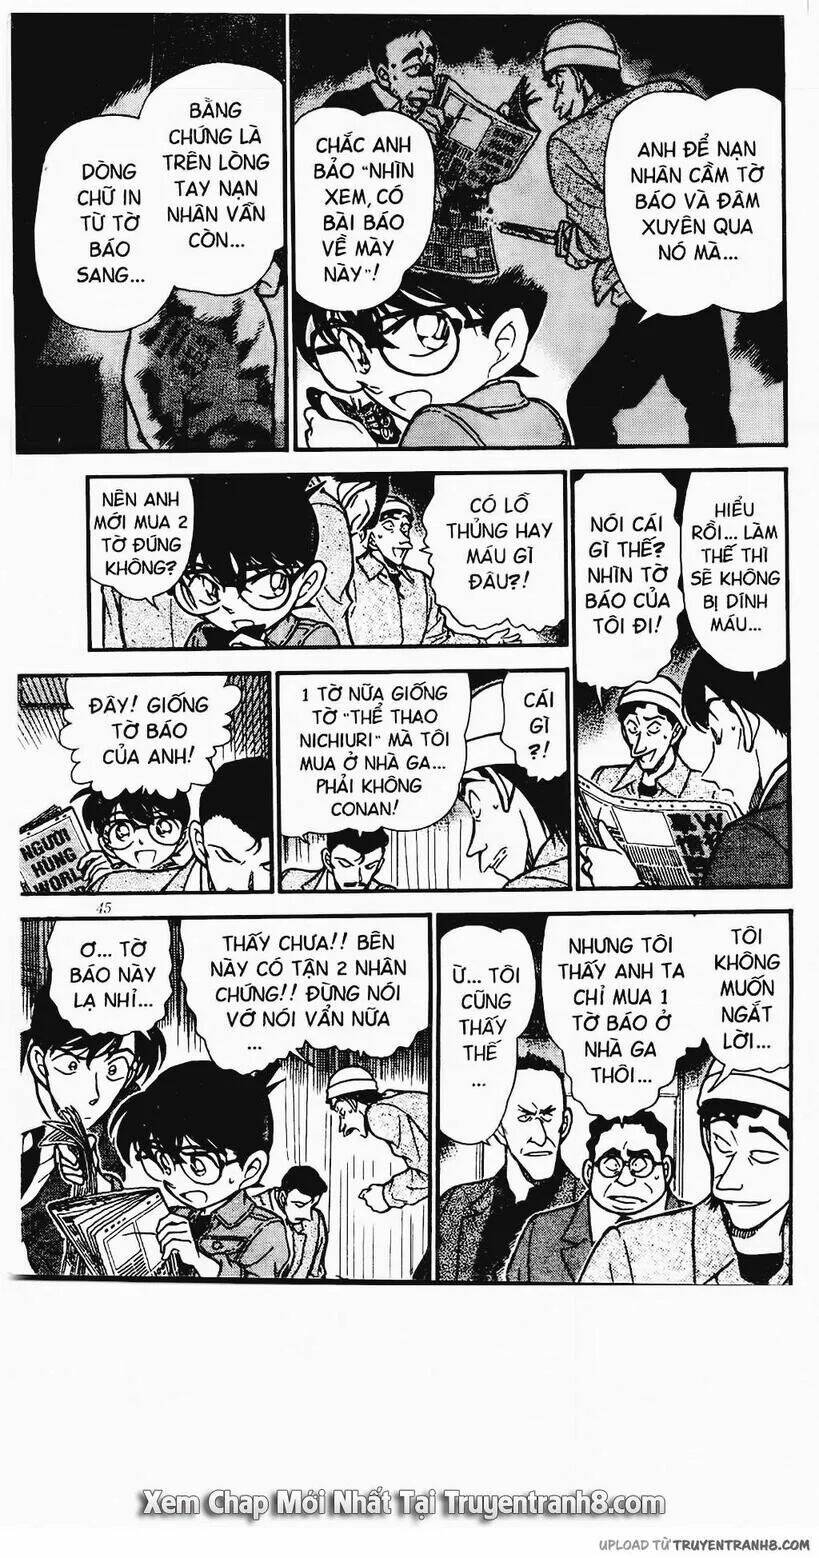 ANH ĐỂ NẠN
NHÂN CẦM TỜ
BÁO VÀ ĐÂM
XUYÊN QUA
NÓ MÀ...
CHẮC ANH
BẢO "NHÌN
XEM, CÓ
BÀI BÁO
VỀ MÀY
NÀY"!
BẰNG
CHỨNG LÀ
TRÊN LÒNG
TAY NẠN
NHÂN VẪN
CÒN...
DÒNG
CHỮ IN
TỪ TỜ
BÁO
SANG...
HIỂU
RỒI... LÀM
THẾ THÌ
SẼ KHÔNG
BỊ DÍNH
MÁU...
NÓI CÁI
GÌ THẾ?
NHÌN TỜ
BÁO CỦA
TÔI ĐI!
CÓ LỖ
THỦNG HAY
MÁU GÌ
ĐÂU?!
NÊN ANH
MỚI MUA 2
TỜ ĐÚNG
KHÔNG?
CÁI
GÌ
?!
1 TỜ NỮA GIỐNG
TỜ "THỂ THAO
NICHIURI" MÀ TÔI
MUA Ở NHÀ GA...
PHẢI KHÔNG
CONAN!
ĐÂY! GIỐNG
TỜ BÁO
CỦA ANH!
NGƯỜI
HÙNG
WORL
45
TÔI
KHÔNG
MUỐN
NGẮT
LỜI...
NHƯNG TÔI
THẤY ANH TA
CHỈ MUA 1
TỜ BÁO Ở
NHÀ GA
THÔI...
Ừ... TÔI
CŨNG
THẤY
THẾ
...
THẤY CHƯA!! BÊN
NÀY CÓ TẬN 2 NHÂN
CHỨNG!! ĐỪNG NÓI
VỚ NÓI VẨN NỮA
...
Ơ... TỜ
BÁO NÀY
LẠ NHỈ...
Xem Chap Mới Nhất Tại Truyentranh8.com
UPLOAD TỪ TRUYENTRANH8.COM